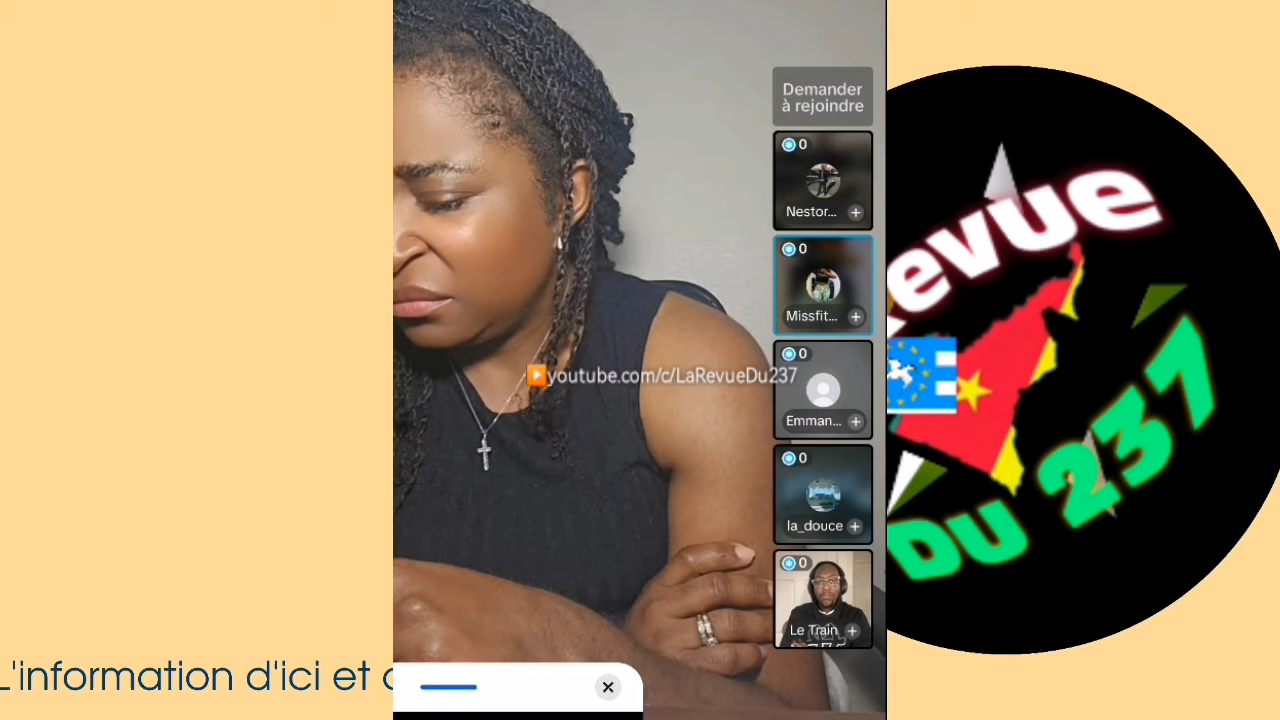 Demander
à rejoindre
0
Nestor...
0
Missfit...
0
Emman...
0
la_douce
0
Le Train
youtube.com/c/LaRevueDu237
Revue
DU 237
L'information d'ici et